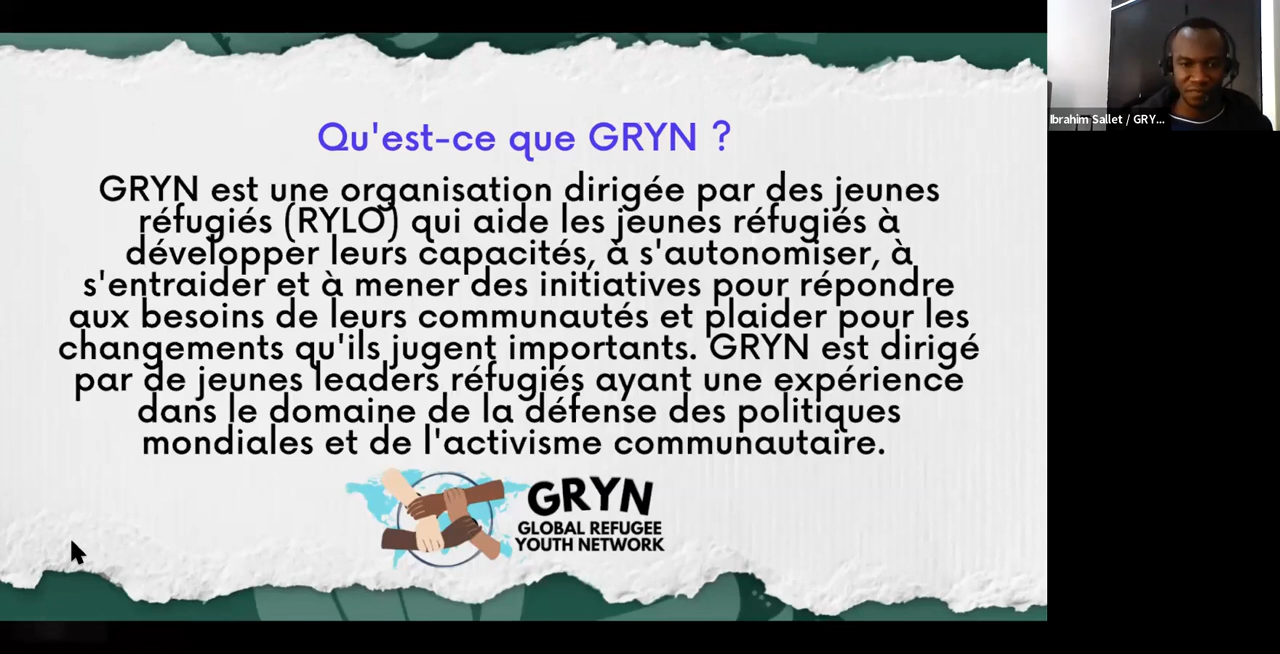 Qu'est-ce que GRYN ?
GRYN est une organisation dirigée par des jeunes
réfugiés (RYLO) qui aide les jeunes réfugiés à
développer leurs capacités, à s'autonomiser, à
s'entraider et à mener des initiatives pour répondre
aux besoins de leurs communautés et plaider pour les
changements qu'ils jugent importants. GRYN est dirigé
par de jeunes leaders réfugiés ayant une expérience
dans le domaine de la défense des politiques
mondiales et de l'activisme communautaire.
GRYN
GLOBAL REFUGEE
YOUTH NETWORK
Ibrahim Sallet / GRY...